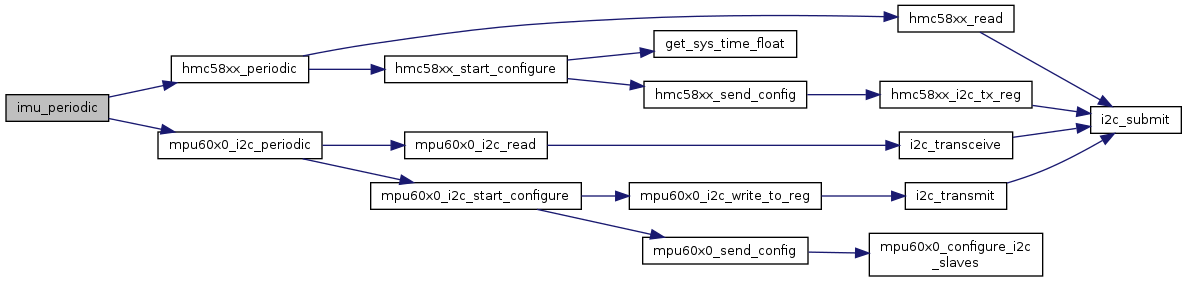 hmc58xx_read
get_sys_time_float
hmc58xx_periodic
hmc58xx_start_configure
hmc58xx_send_config
hmc58xx_i2c_tx_reg
imu_periodic
i2c_submit
mpu60x0_i2c_periodic
mpu60x0_i2c_read
i2c_transceive
mpu60x0_i2c_start_configure
mpu60x0_i2c_write_to_reg
i2c_transmit
mpu60x0_send_config
mpu60x0_configure_i2c
_slaves